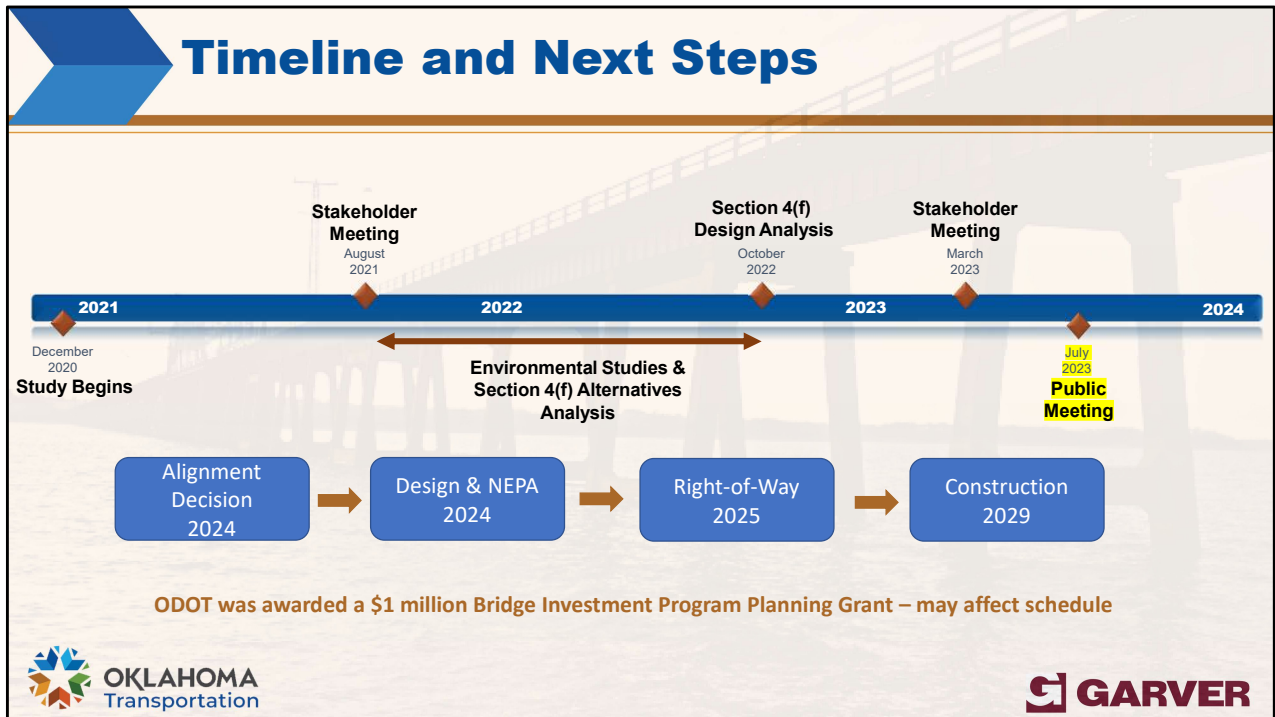 Timeline and Next Steps
Stakeholder
Meeting
August
2021
Section 4(f)
Design Analysis
October
2022
Stakeholder
Meeting
March
2023
2021
2022
2023
2024
December
2020
Study Begins
Environmental Studies &
Section 4(f) Alternatives
Analysis
July
2023
Public
Meeting
Alignment
Decision
2024
Design & NEPA
2024
Right-of-Way
2025
Construction
2029
ODOT was awarded a $1 million Bridge Investment Program Planning Grant – may affect schedule
OKLAHOMA
Transportation
GARVER